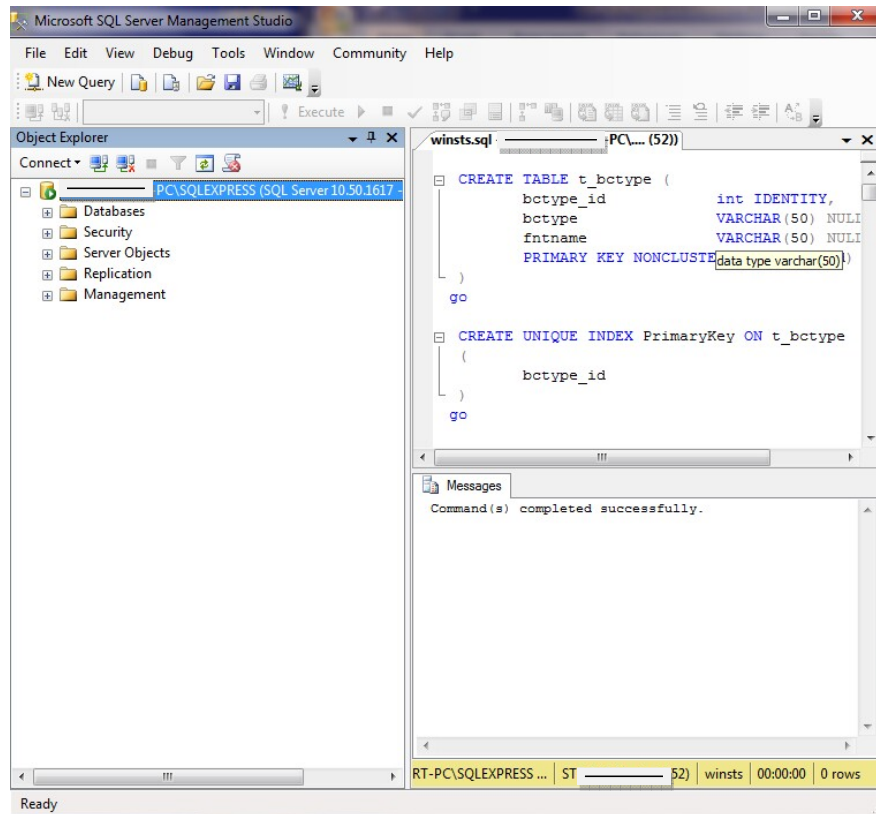 Microsoft SQL Server Management Studio
File Edit View Debug Tools Window Community Help
New Query
Execute
Object Explorer
Connect
PC\SQLEXPRESS (SQL Server 10.50.1617 -
Databases
Security
Server Objects
Replication
Management
winsts.sql - PC\.... (52))
CREATE TABLE t_bctype (
bctype_id int IDENTITY,
bctype VARCHAR(50) NULL
fntname VARCHAR(50) NULL
PRIMARY KEY NONCLUSTE
data type varchar(50)
)
go
CREATE UNIQUE INDEX PrimaryKey ON t_bctype
(
bctype_id
)
go
Messages
Command(s) completed successfully.
RT-PC\SQLEXPRESS ... ST 52) winsts 00:00:00 0 rows
Ready